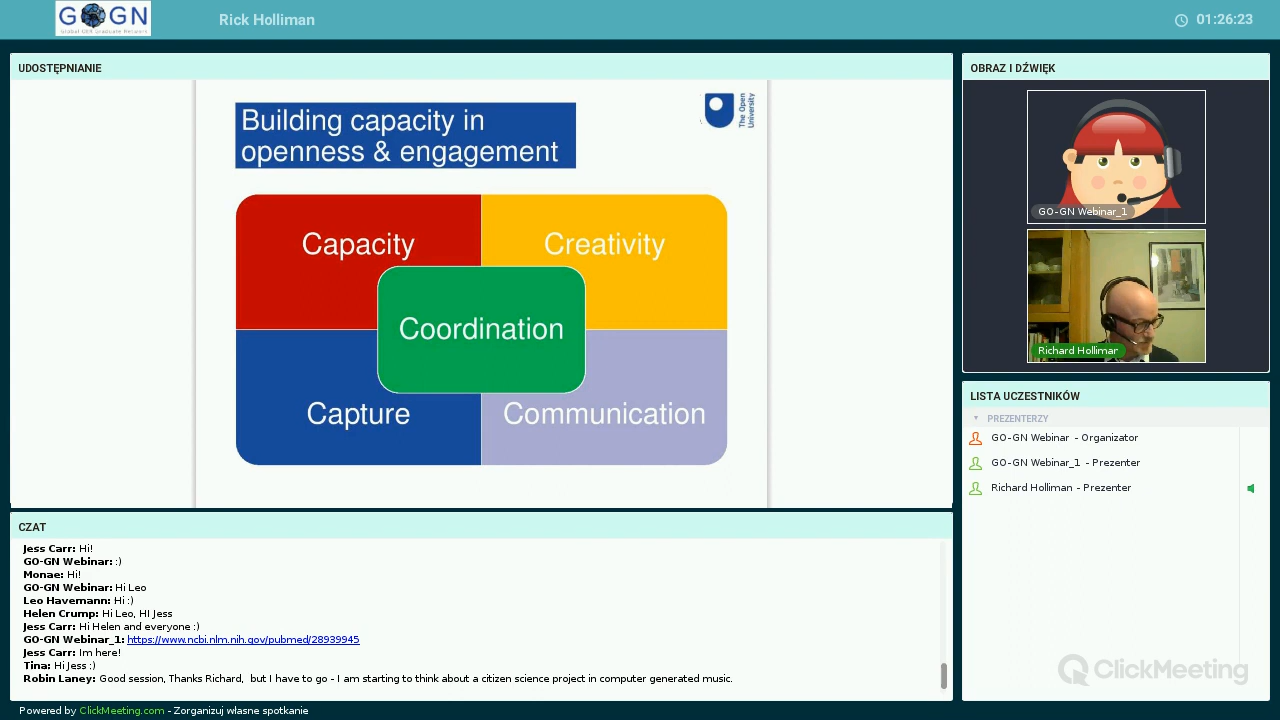 GO GN
Global OER Graduate Network
Rick Holliman
01:26:23
UDOSTĘPNIANIE
Building capacity in
openness & engagement
The Open
University
Capacity
Creativity
Coordination
Capture
Communication
OBRAZ I DŹWIĘK
GO-GN Webinar_1
Richard Holliman
LISTA UCZESTNIKÓW
PREZENTERZY
GO-GN Webinar - Organizator
GO-GN Webinar_1 - Prezenter
Richard Holliman - Prezenter
CZAT
Jess Carr: Hi!
GO-GN Webinar: :)
Monae: Hi!
GO-GN Webinar: Hi Leo
Leo Havemann: Hi :)
Helen Crump: Hi Leo, HI Jess
Jess Carr: Hi Helen and everyone :)
GO-GN Webinar_1: https://www.ncbi.nlm.nih.gov/pubmed/28939945
Jess Carr: Im here!
Tina: Hi Jess ;)
Robin Laney: Good session, Thanks Richard, but I have to go - I am starting to think about a citizen science project in computer generated music.
ClickMeeting
Powered by ClickMeeting.com - Zorganizuj własne spotkanie